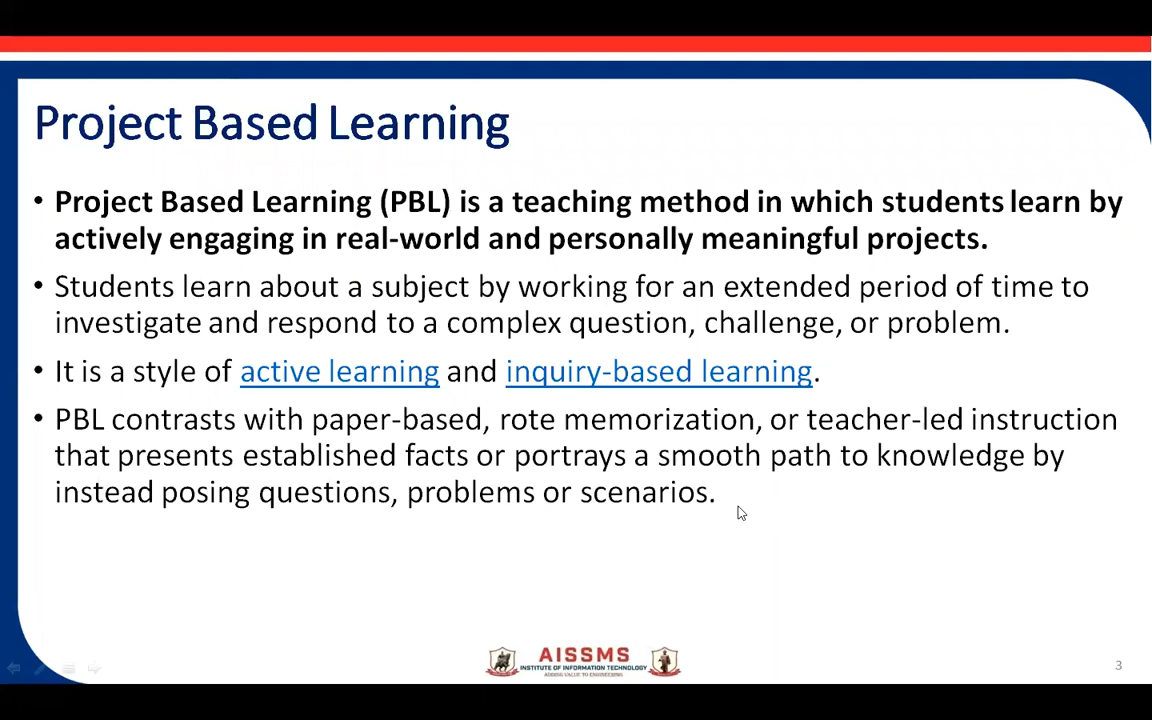 Project Based Learning
• Project Based Learning (PBL) is a teaching method in which students learn by
actively engaging in real-world and personally meaningful projects.
• Students learn about a subject by working for an extended period of time to
investigate and respond to a complex question, challenge, or problem.
• It is a style of active learning and inquiry-based learning.
• PBL contrasts with paper-based, rote memorization, or teacher-led instruction
that presents established facts or portrays a smooth path to knowledge by
instead posing questions, problems or scenarios.
AISSMS
INSTITUTE OF INFORMATION TECHNOLOGY
ADDING VALUE TO ENGINEERING
3